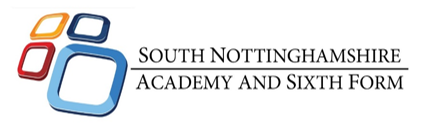 SOUTH NOTTINGHAMSHIRE
ACADEMY AND SIXTH FORM